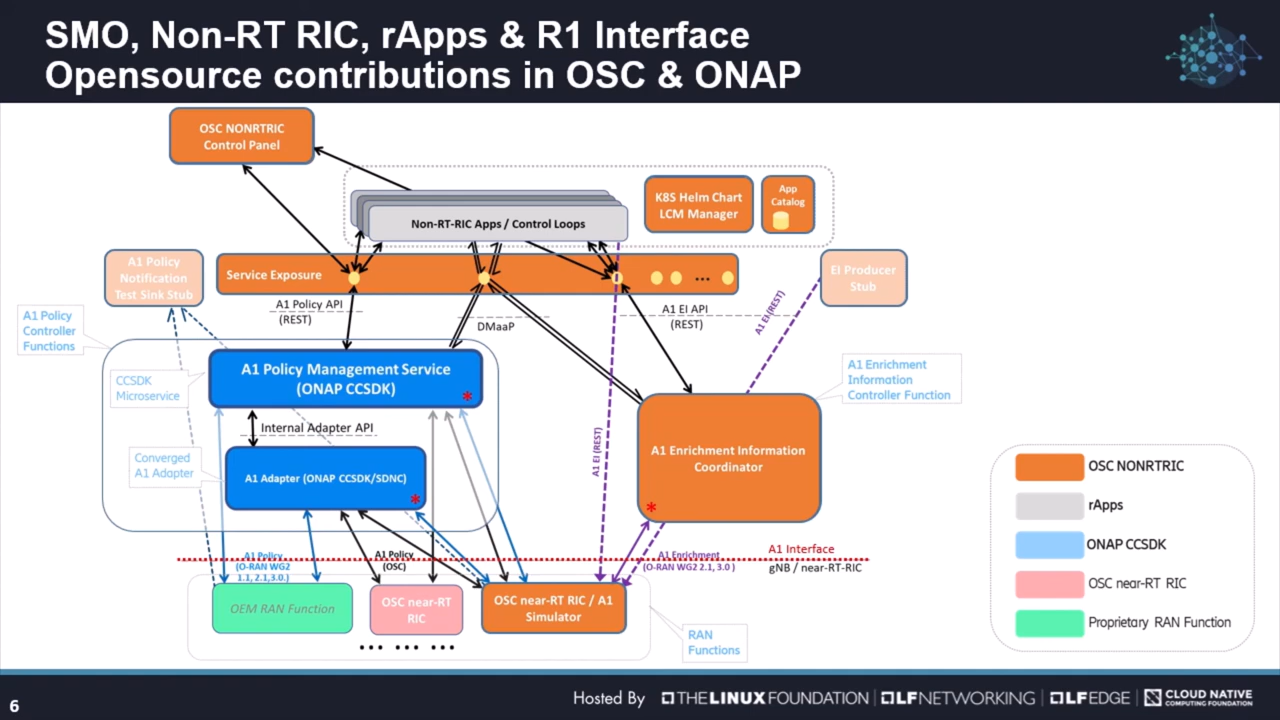 SMO, Non-RT RIC, rApps & R1 Interface
Opensource contributions in OSC & ONAP
OSC NONRTRIC
Control Panel
K8S Helm Chart
LCM Manager
App
Catalog
Non-RT-RIC Apps / Control Loops
A1 Policy
Notification
Test Sink Stub
Service Exposure
...
EI Producer
Stub
A1 Policy API
(REST)
DMaaP
A1 EI API
(REST)
A1 EI(REST)
A1 Policy
Controller
Functions
A1 Policy Management Service
(ONAP CCSDK)
*
CCSDK
Microservice
A1 Enrichment
Information
Controller Function
Internal Adapter API
A1 EI (REST)
A1 Enrichment Information
Coordinator
*
Converged
A1 Adapter
A1 Adapter (ONAP CCSDK/SDNC)
*
A1 Policy
(O-RAN WG2
1.1, 2.1,3.0.)
A1 Policy
(OSC)
A1 Enrichment
(O-RAN WG2 2.1, 3.0 )
A1 Interface
gNB / near-RT-RIC
OEM RAN Function
OSC near-RT
RIC
OSC near-RT RIC / A1
Simulator
... ... ...
RAN
Functions
OSC NONRTRIC
rApps
ONAP CCSDK
OSC near-RT RIC
Proprietary RAN Function
6
Hosted By
THE LINUX FOUNDATION
LFNETWORKING
LFEDGE
CLOUD NATIVE
COMPUTING FOUNDATION